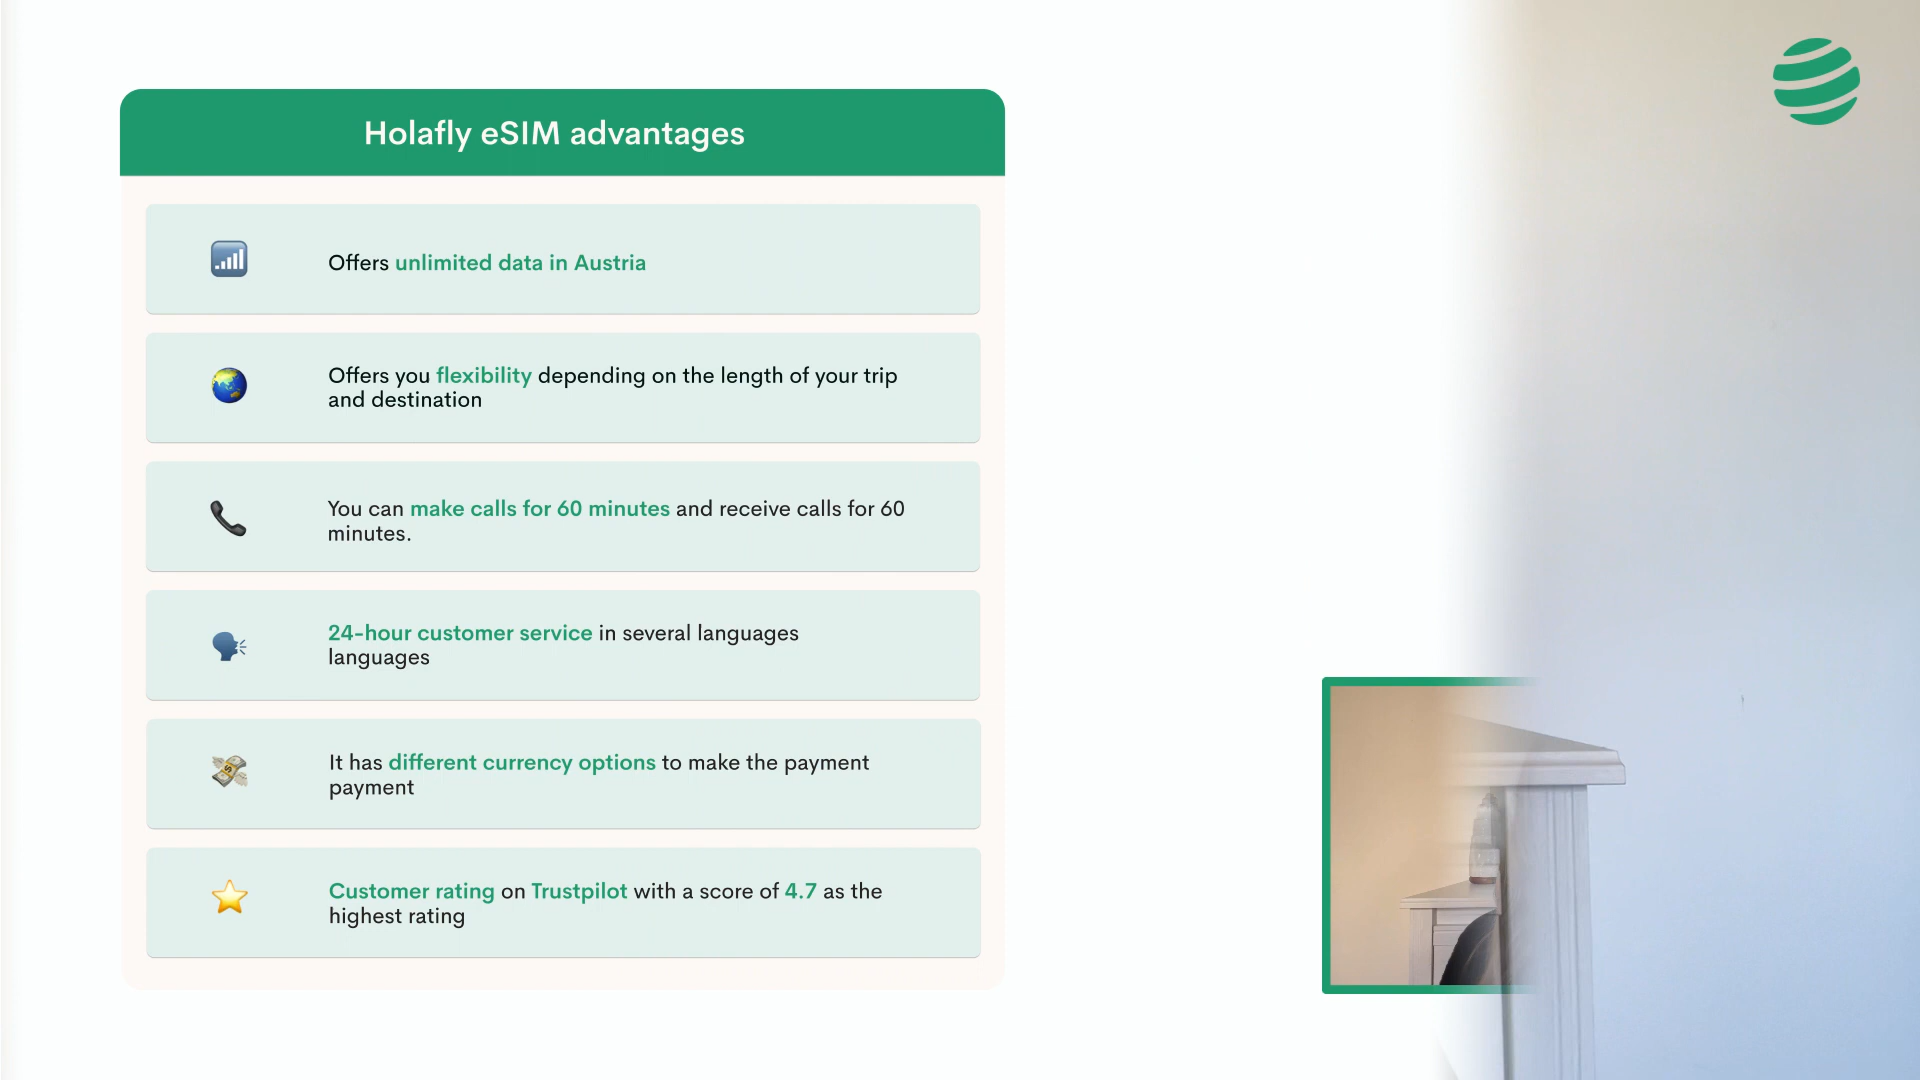 Holafly eSIM advantages
Offers unlimited data in Austria
Offers you flexibility depending on the length of your trip
and destination
You can make calls for 60 minutes and receive calls for 60
minutes.
24-hour customer service in several languages
languages
It has different currency options to make the payment
payment
Customer rating on Trustpilot with a score of 4.7 as the
highest rating